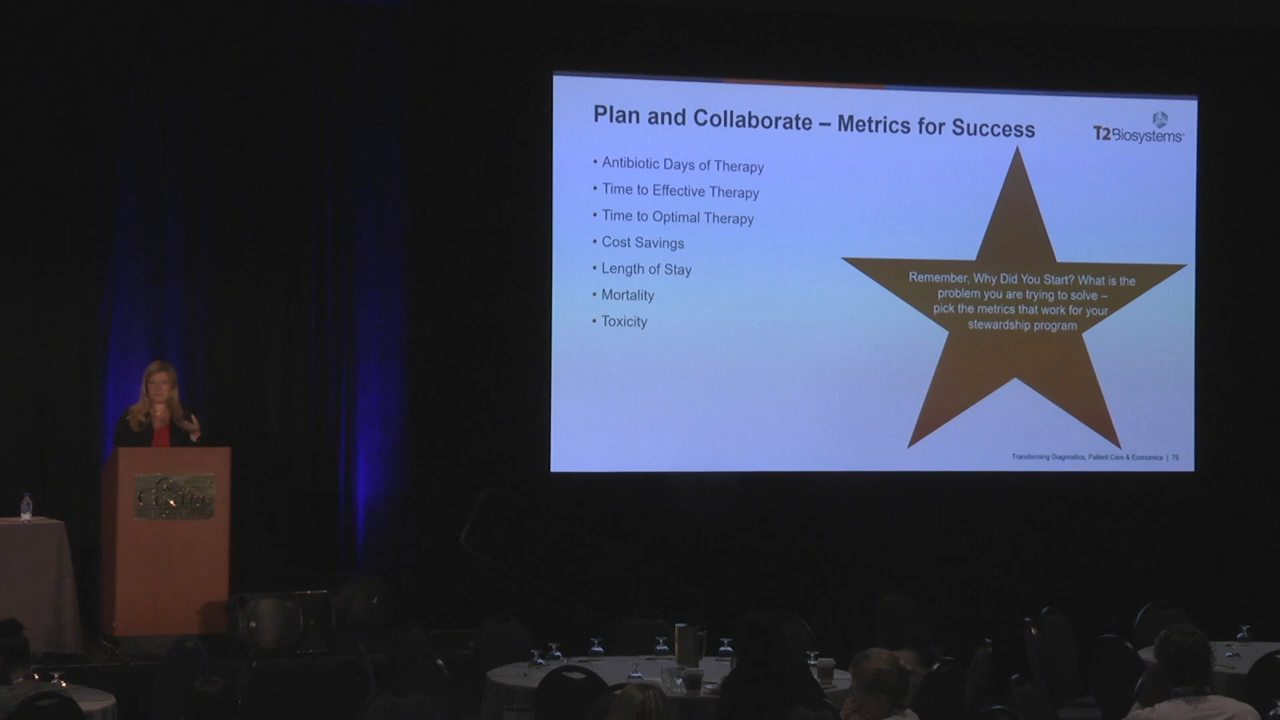 Plan and Collaborate – Metrics for Success
T2Biosystems
• Antibiotic Days of Therapy
• Time to Effective Therapy
• Time to Optimal Therapy
• Cost Savings
• Length of Stay
• Mortality
• Toxicity
Remember, Why Did You Start? What is the
problem you are trying to solve –
pick the metrics that work for your
stewardship program
Transforming Diagnostics, Patient Care & Economics | 75